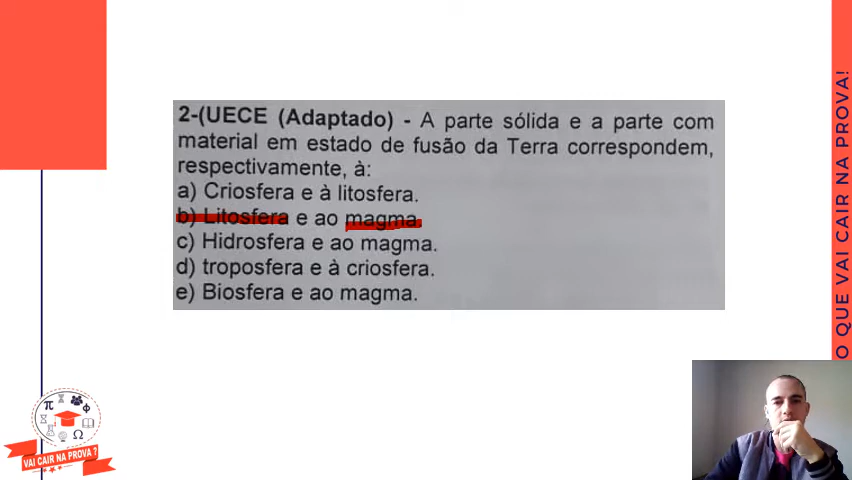 2-(UECE (Adaptado) - A parte sólida e a parte com
material em estado de fusão da Terra correspondem,
respectivamente, à:
a) Criosfera e à litosfera.
b) Litosfera e ao magma.
c) Hidrosfera e ao magma.
d) troposfera e à criosfera.
e) Biosfera e ao magma.
O QUE VAI CAIR NA PROVA!
π Φ Ω
VAI CAIR NA PROVA ?